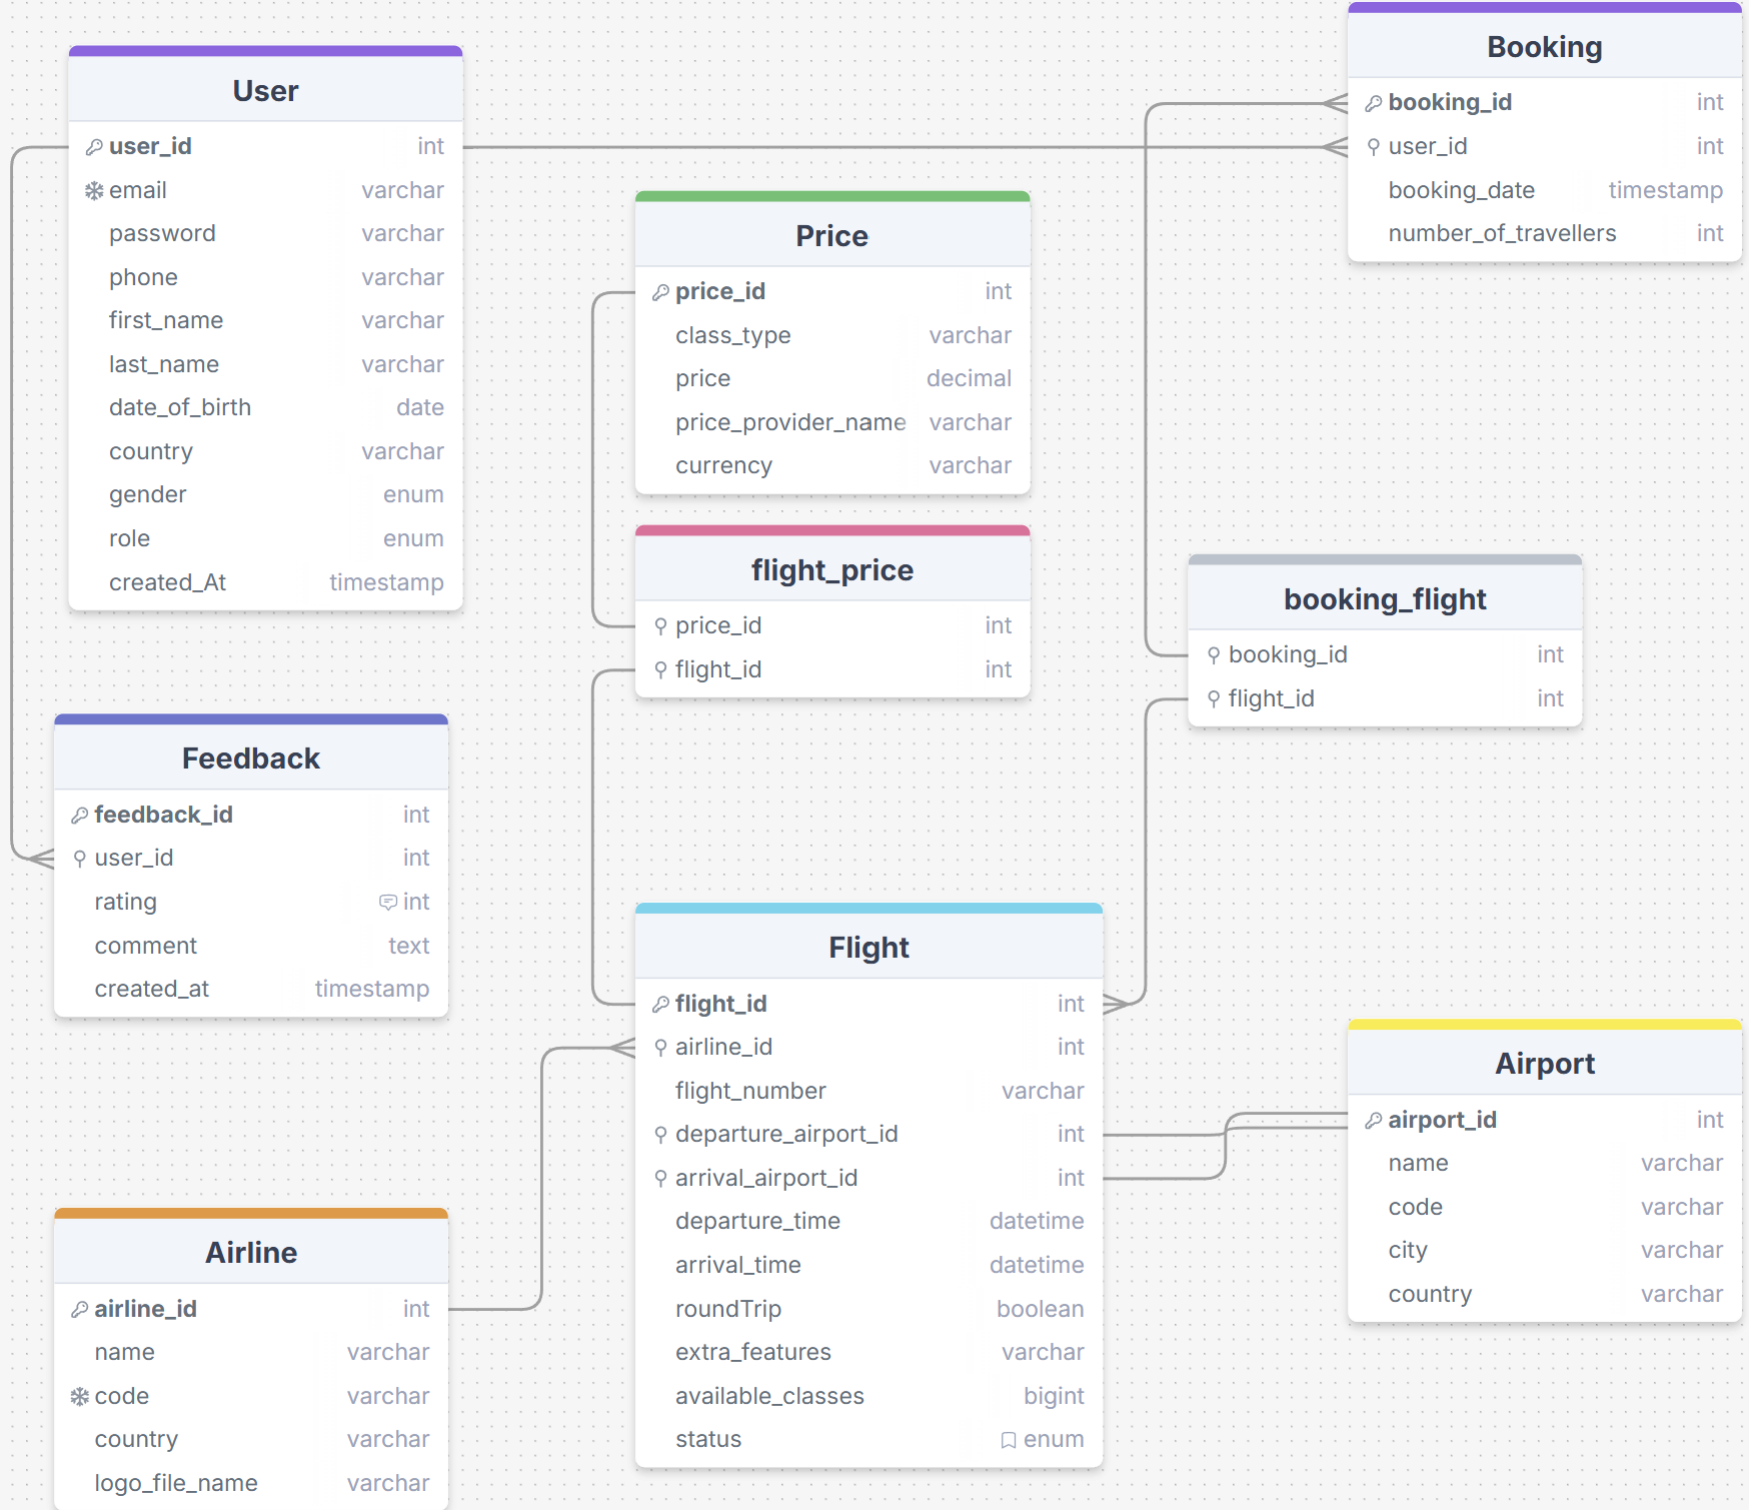 User
user_id int
email varchar
password varchar
phone varchar
first_name varchar
last_name varchar
date_of_birth date
country varchar
gender enum
role enum
created_At timestamp
Feedback
feedback_id int
user_id int
rating int
comment text
created_at timestamp
Airline
airline_id int
name varchar
code varchar
country varchar
logo_file_name varchar
Price
price_id int
class_type varchar
price decimal
price_provider_name varchar
currency varchar
flight_price
price_id int
flight_id int
Flight
flight_id int
airline_id int
flight_number varchar
departure_airport_id int
arrival_airport_id int
departure_time datetime
arrival_time datetime
roundTrip boolean
extra_features varchar
available_classes bigint
status enum
Booking
booking_id int
user_id int
booking_date timestamp
number_of_travellers int
booking_flight
booking_id int
flight_id int
Airport
airport_id int
name varchar
code varchar
city varchar
country varchar